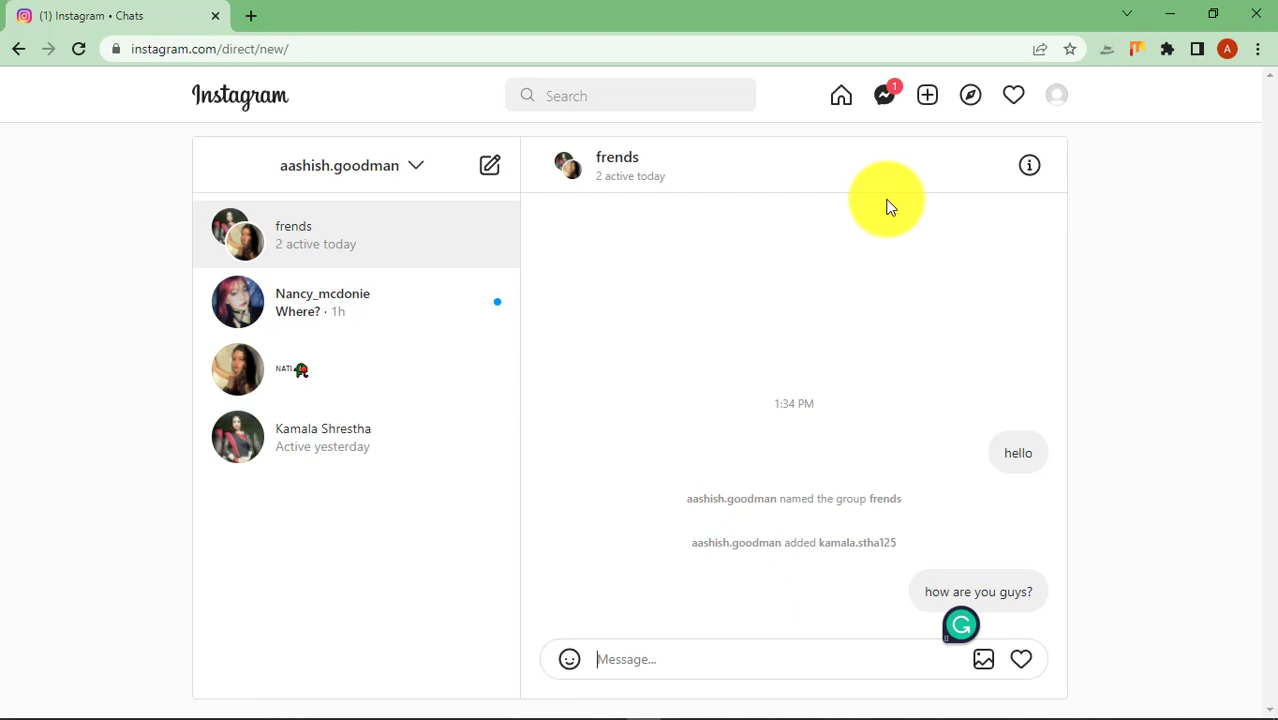 (1) Instagram • Chats
instagram.com/direct/new/
A
Instagram
Search
1
aashish.goodman
frends
2 active today
frends
2 active today
Nancy_mcdonie
Where? · 1h
ᴺᴬᵀᴵ
Kamala Shrestha
Active yesterday
1:34 PM
hello
aashish.goodman named the group frends
aashish.goodman added kamala.stha125
how are you guys?
Message...